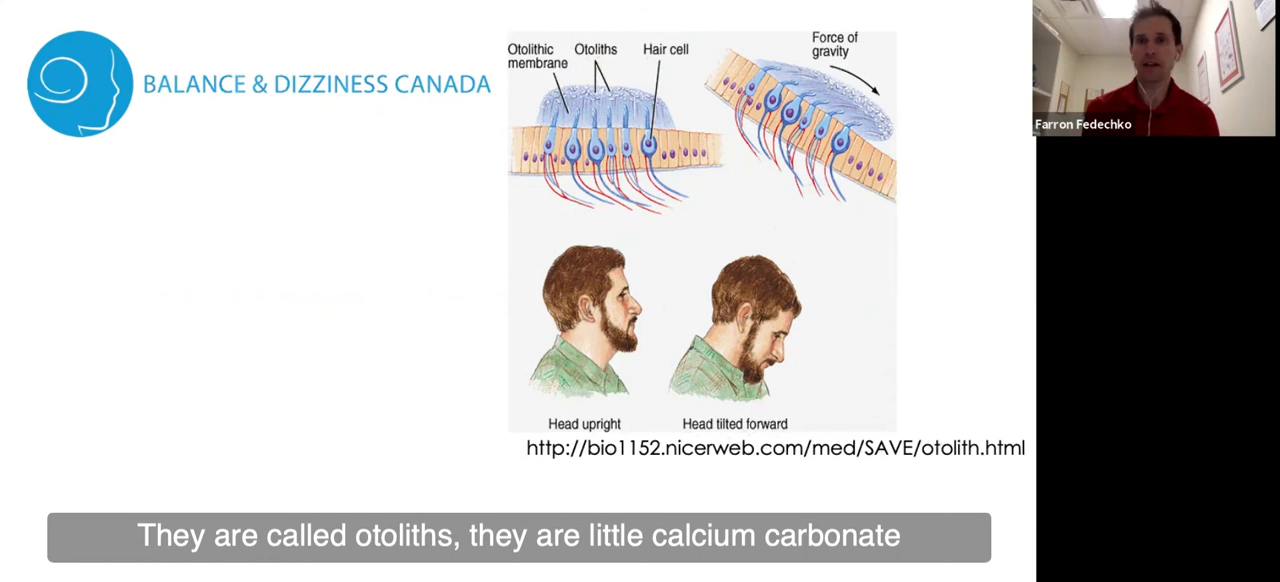 BALANCE & DIZZINESS CANADA
Otolithic
membrane
Otoliths
Hair cell
Force of
gravity
Farron Fedechko
Head upright
Head tilted forward
http://bio1152.nicerweb.com/med/SAVE/otolith.html
They are called otoliths, they are little calcium carbonate